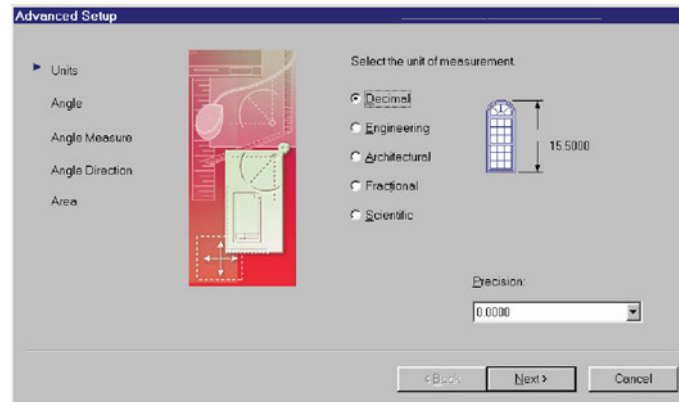 Advanced Setup
Units
Angle
Angle Measure
Angle Direction
Area
Select the unit of measurement.
Decimal
Engineering
Architectural
Fractional
Scientific
15.5000
Precision:
0.0000
<Back
Next>
Cancel